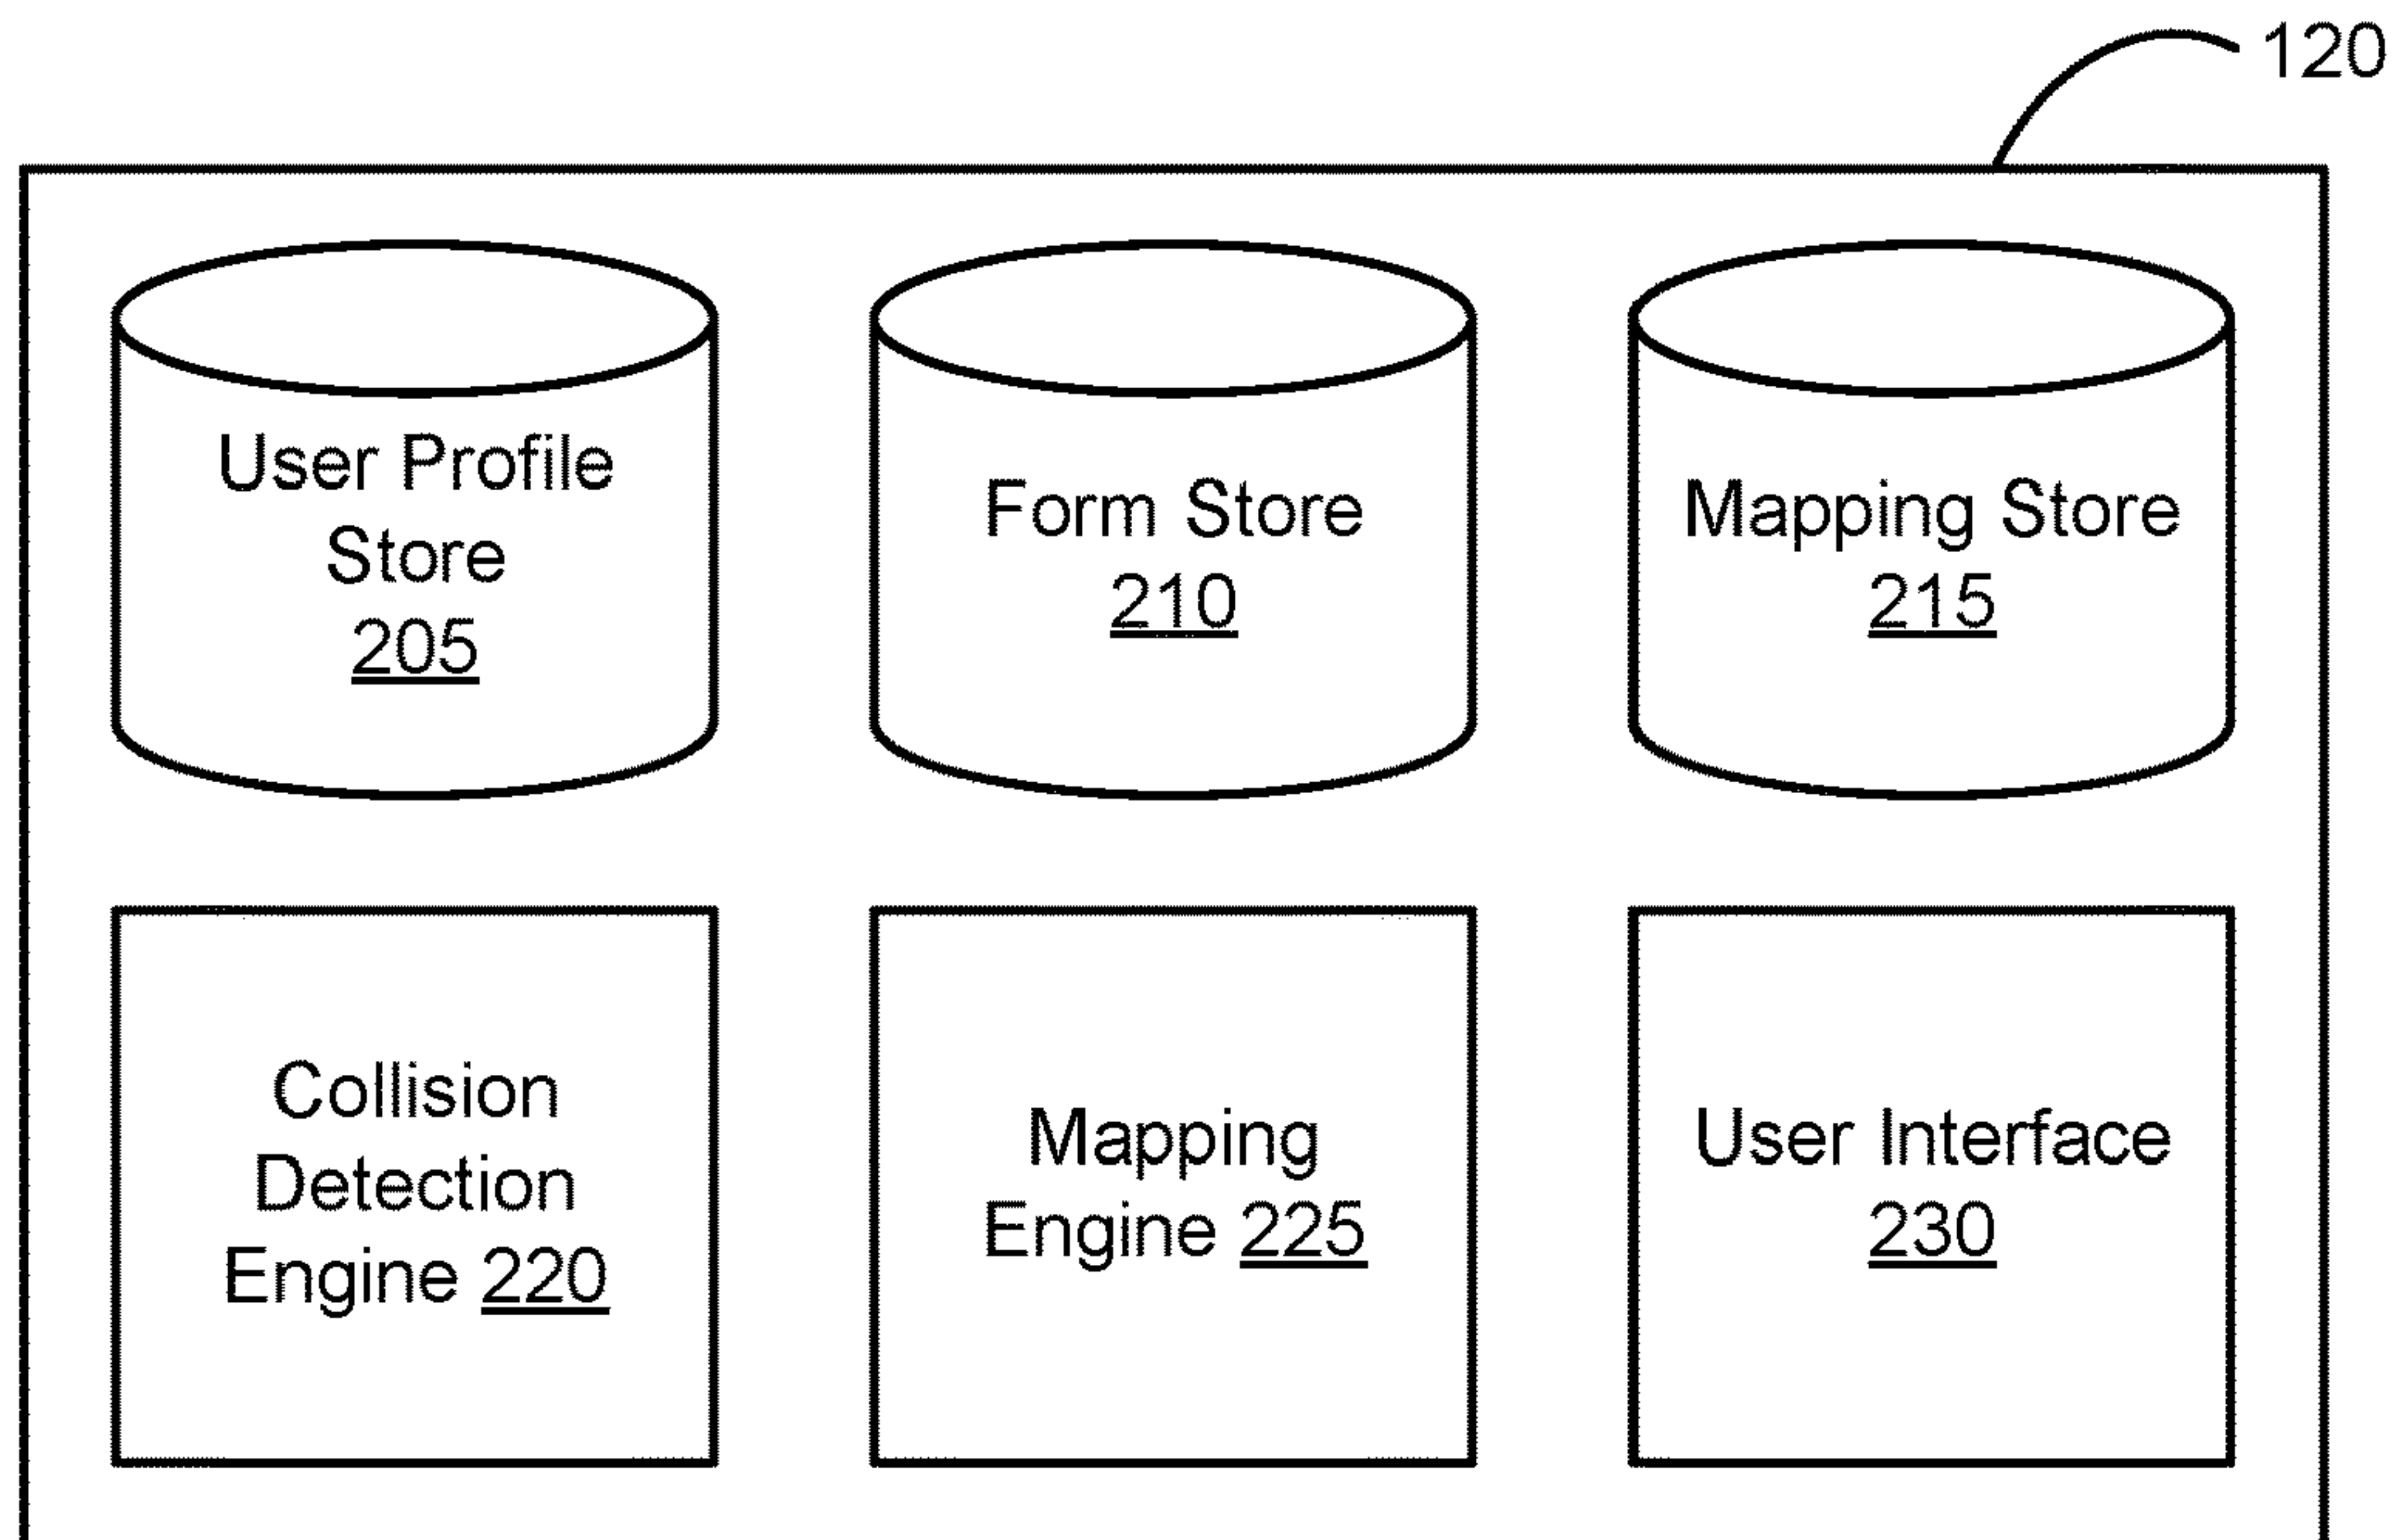 120
User Profile
Store
205
Form Store
210
Mapping Store
215
Collision
Detection
Engine 220
Mapping
Engine 225
User Interface
230